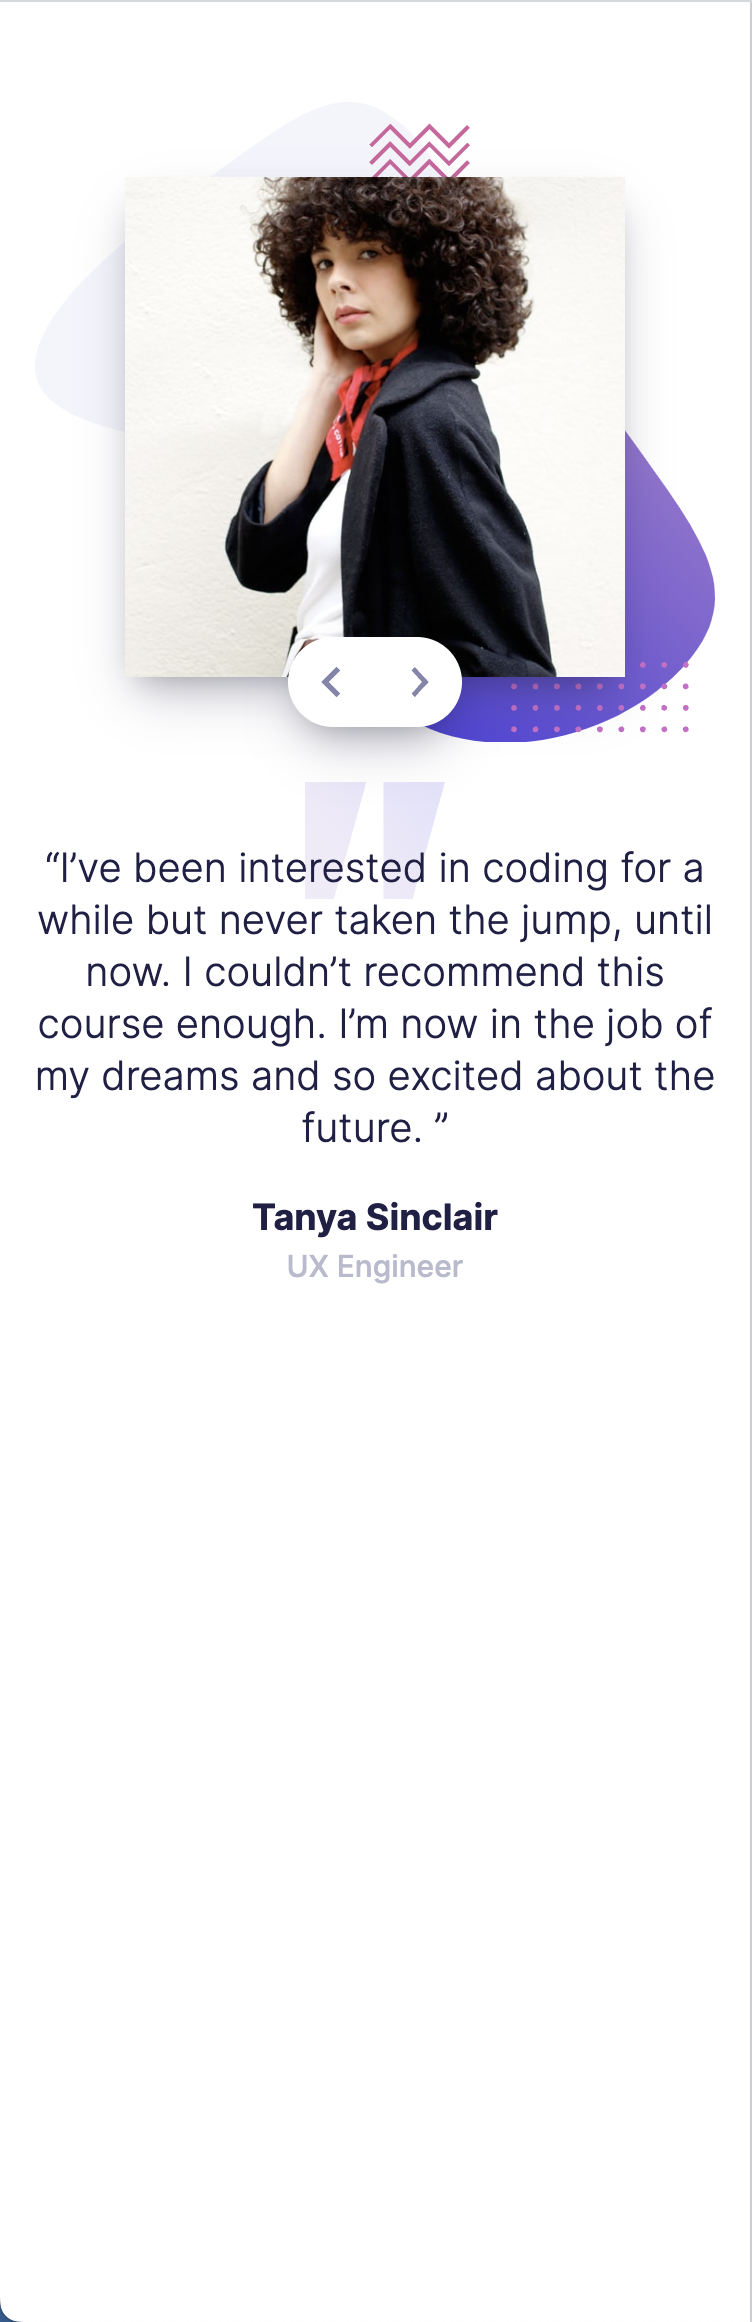 “I’ve been interested in coding for a
while but never taken the jump, until
now. I couldn’t recommend this
course enough. I’m now in the job of
my dreams and so excited about the
future. ”
Tanya Sinclair
UX Engineer